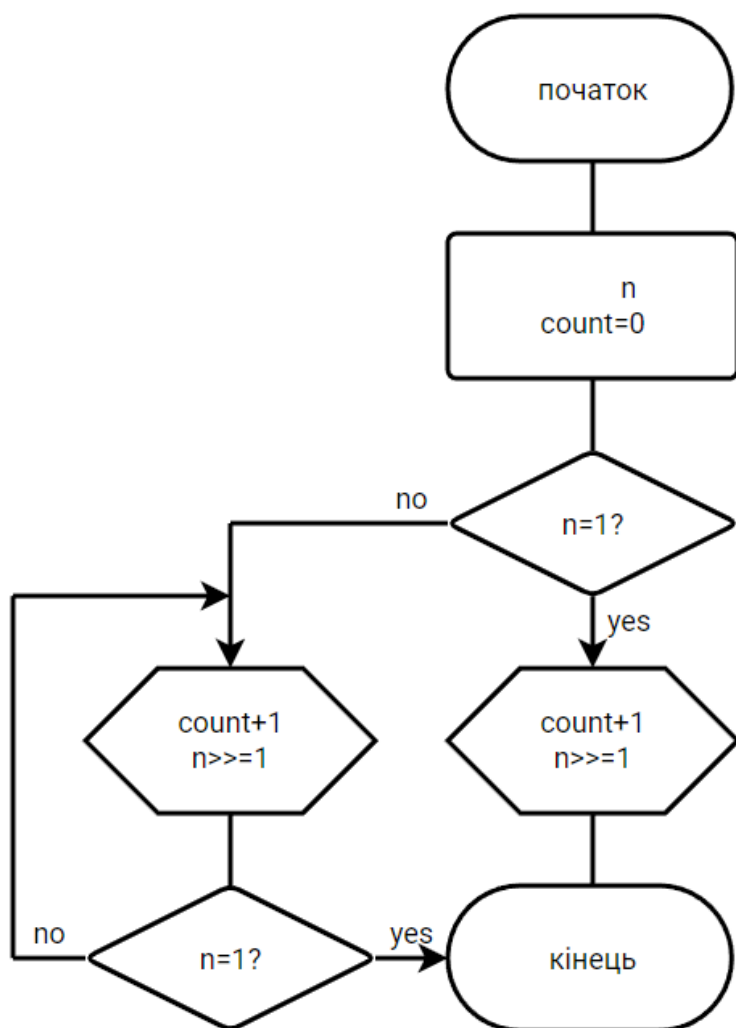 початок
n
count=0
n=1?
no
yes
count+1
n>>=1
count+1
n>>=1
no
n=1?
yes
кінець